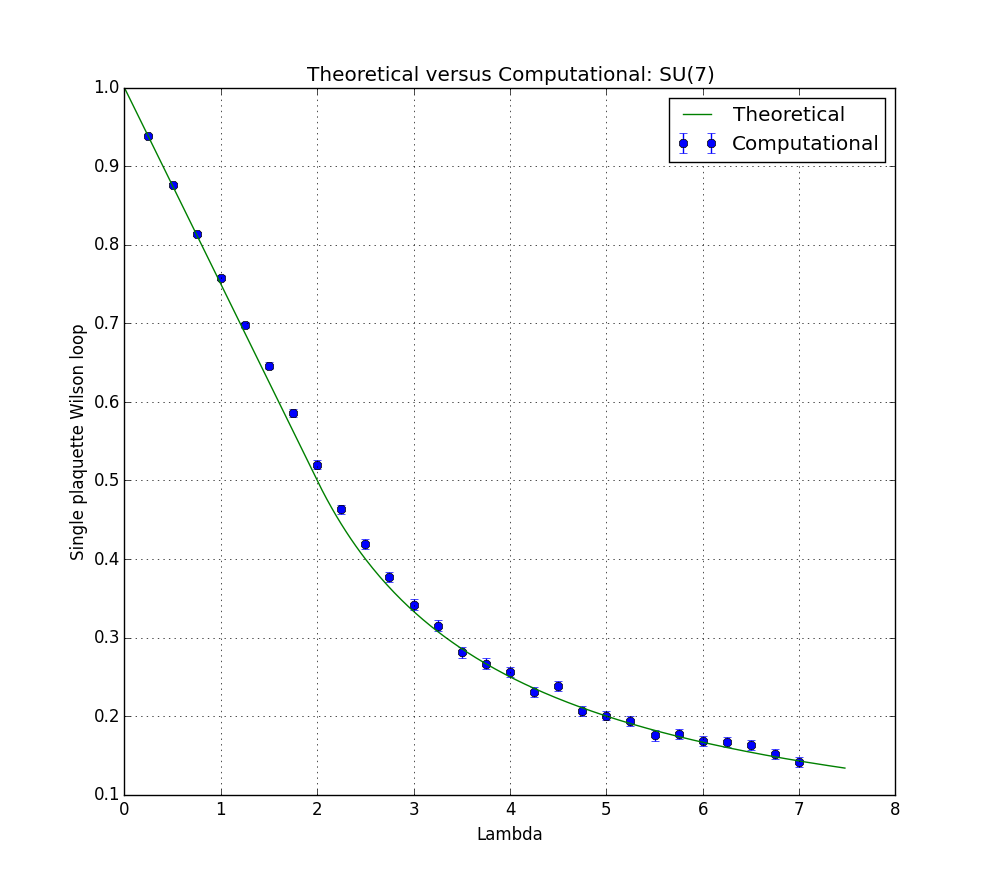 Theoretical versus Computational: SU(7)
Theoretical
Computational
1.0
0.9
0.8
0.7
0.6
0.5
0.4
0.3
0.2
0.1
Single plaquette Wilson loop
0 1 2 3 4 5 6 7 8
Lambda